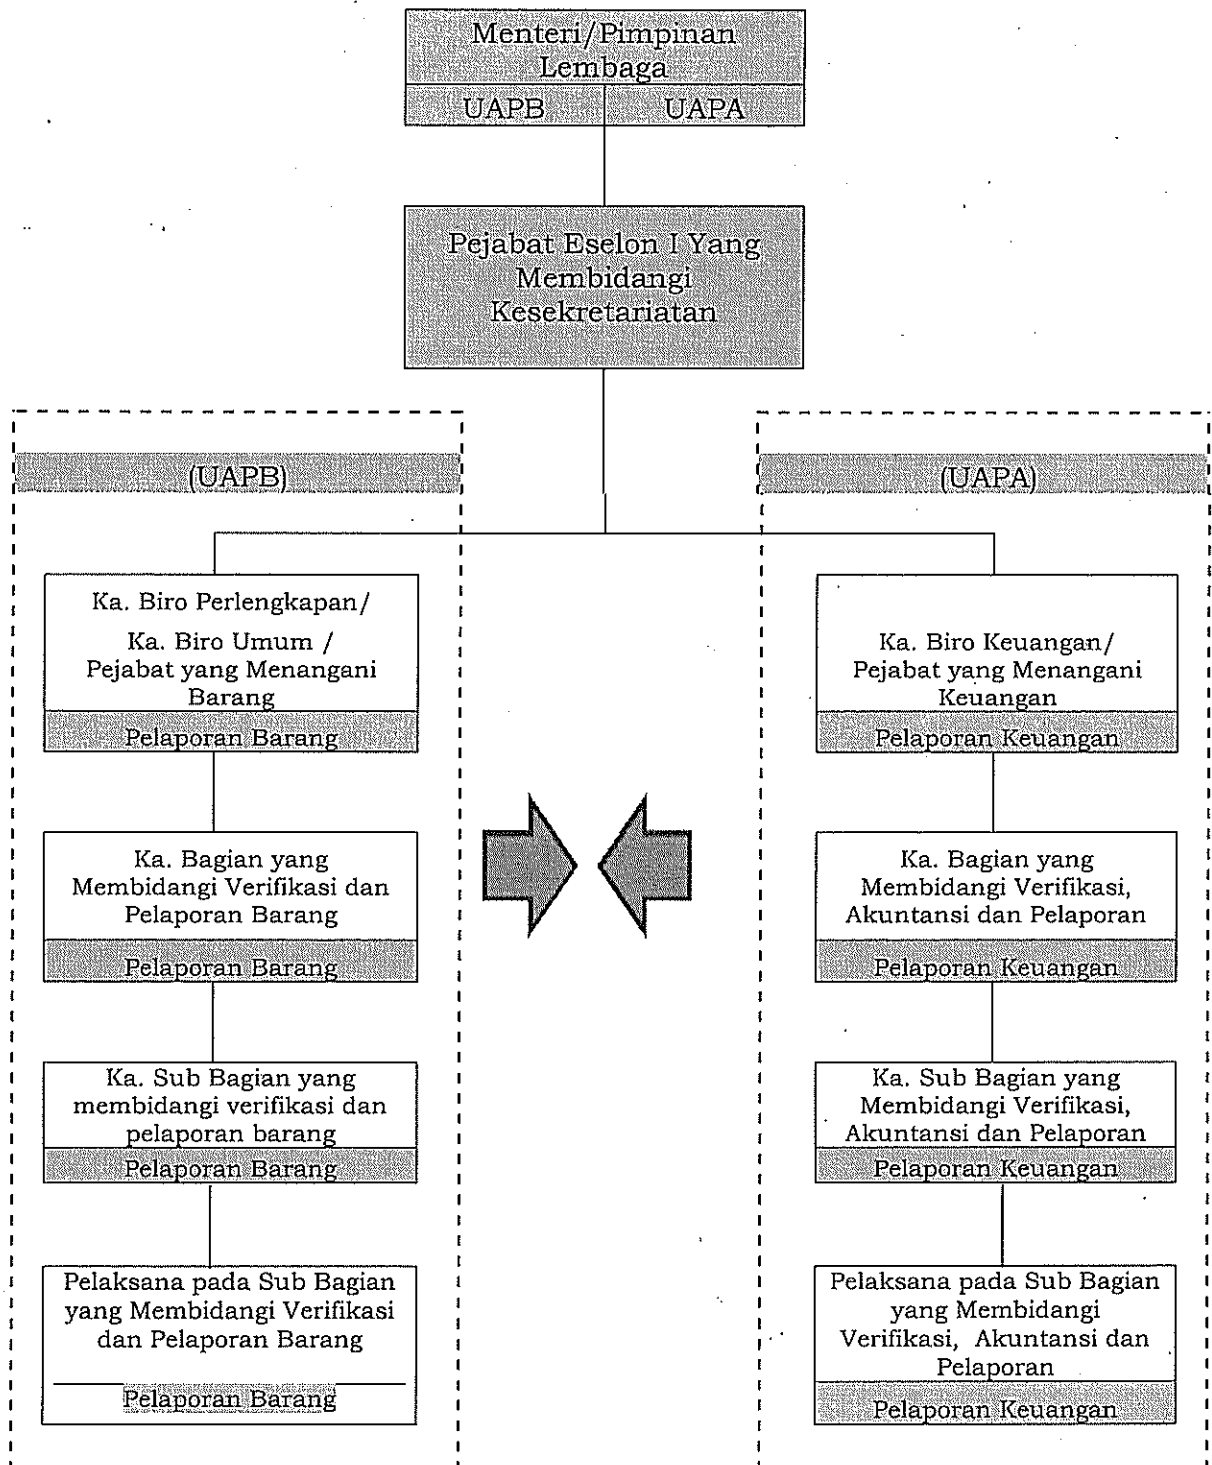 Menteri/Pimpinan
Lembaga
UAPB
UAPA
Pejabat Eselon I Yang
Membidangi
Kesekretariatan
(UAPB)
Ka. Biro Perlengkapan/
Ka. Biro Umum /
Pejabat yang Menangani
Barang
Pelaporan Barang
Ka. Bagian yang
Membidangi Verifikasi dan
Pelaporan Barang
Pelaporan Barang
Ka. Sub Bagian yang
membidangi verifikasi dan
pelaporan barang
Pelaporan Barang
Pelaksana pada Sub Bagian
yang Membidangi Verifikasi
dan Pelaporan Barang
Pelaporan Barang
(UAPA)
Ka. Biro Keuangan/
Pejabat yang Menangani
Keuangan
Pelaporan Keuangan
Ka. Bagian yang
Membidangi Verifikasi,
Akuntansi dan Pelaporan
Pelaporan Keuangan
Ka. Sub Bagian yang
Membidangi Verifikasi,
Akuntansi dan Pelaporan
Pelaporan Keuangan
Pelaksana pada Sub Bagian
yang Membidangi
Verifikasi, Akuntansi dan
Pelaporan
Pelaporan Keuangan